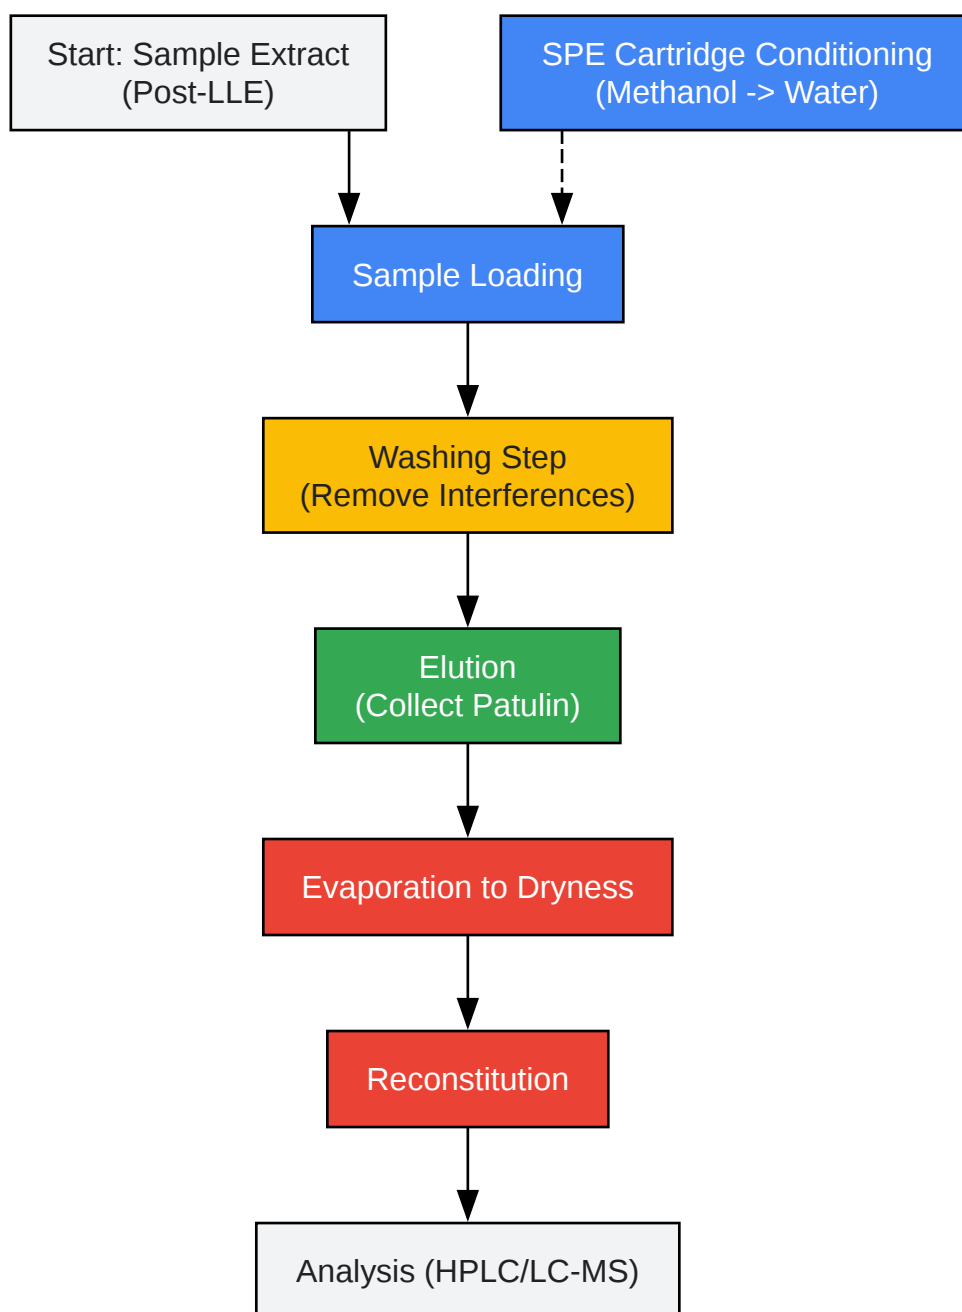 Start: Sample Extract
(Post-LLE)
SPE Cartridge Conditioning
(Methanol -> Water)
Sample Loading
Washing Step
(Remove Interferences)
Elution
(Collect Patulin)
Evaporation to Dryness
Reconstitution
Analysis (HPLC/LC-MS)